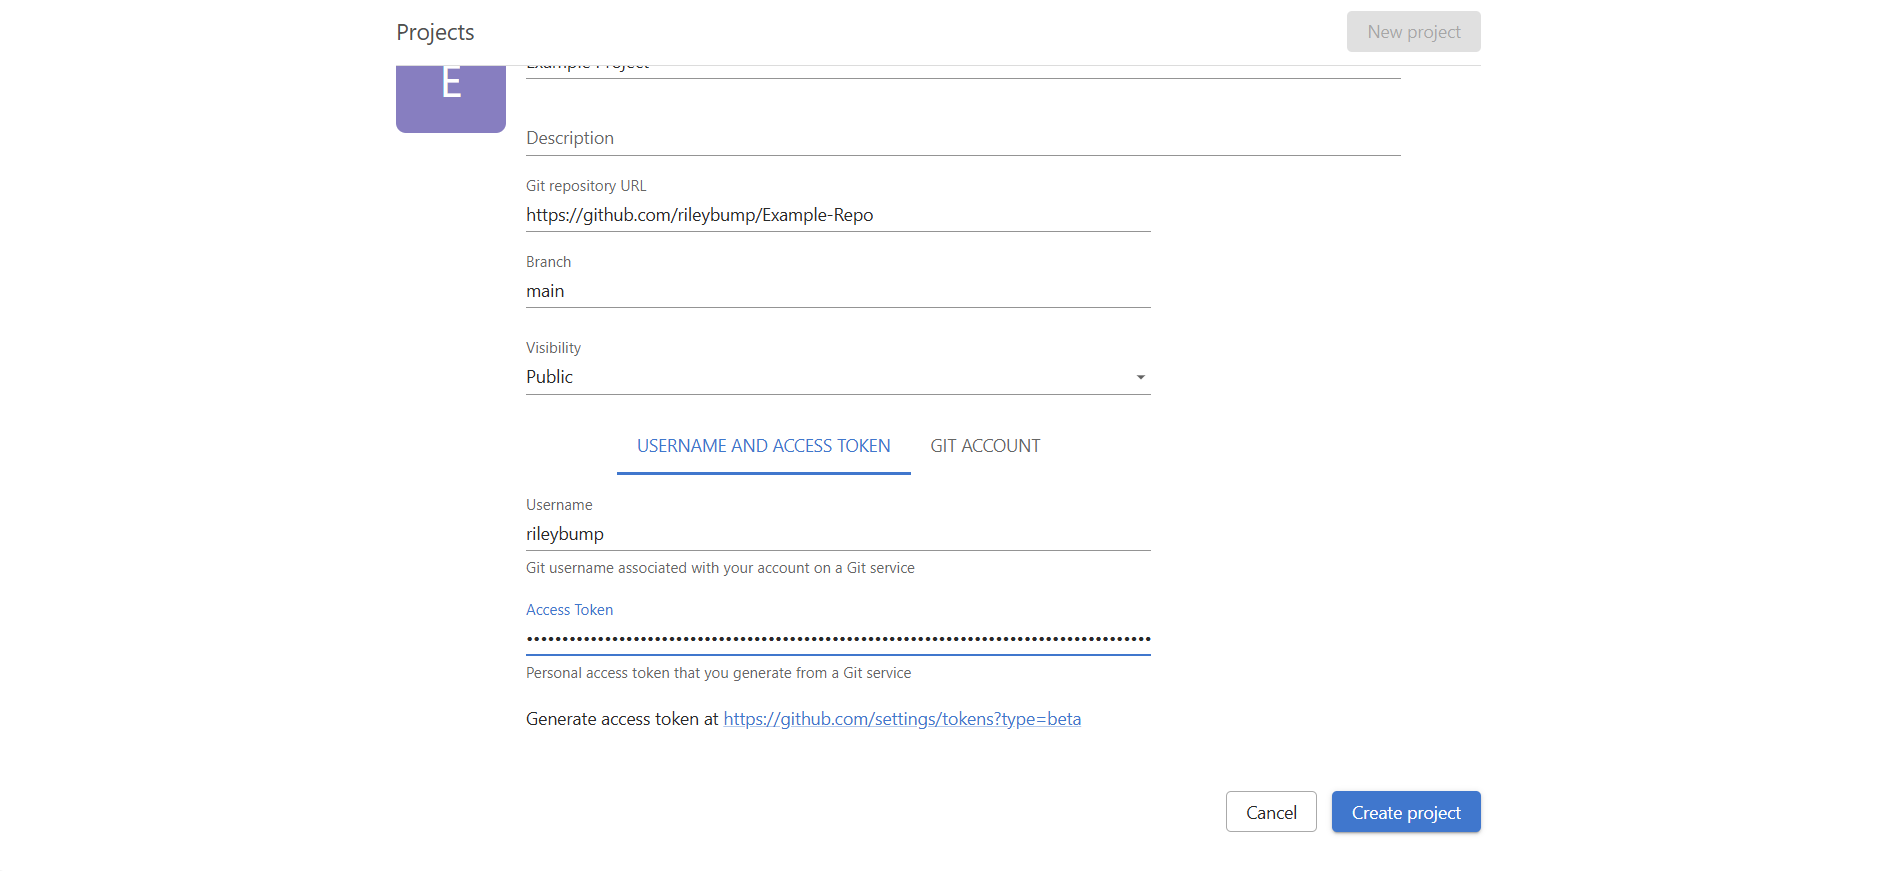 Projects
New project
E
Example Project
Description
Git repository URL
https://github.com/rileybump/Example-Repo
Branch
main
Visibility
Public
USERNAME AND ACCESS TOKEN GIT ACCOUNT
Username
rileybump
Git username associated with your account on a Git service
Access Token
Personal access token that you generate from a Git service
Generate access token at https://github.com/settings/tokens?type=beta
Cancel Create project